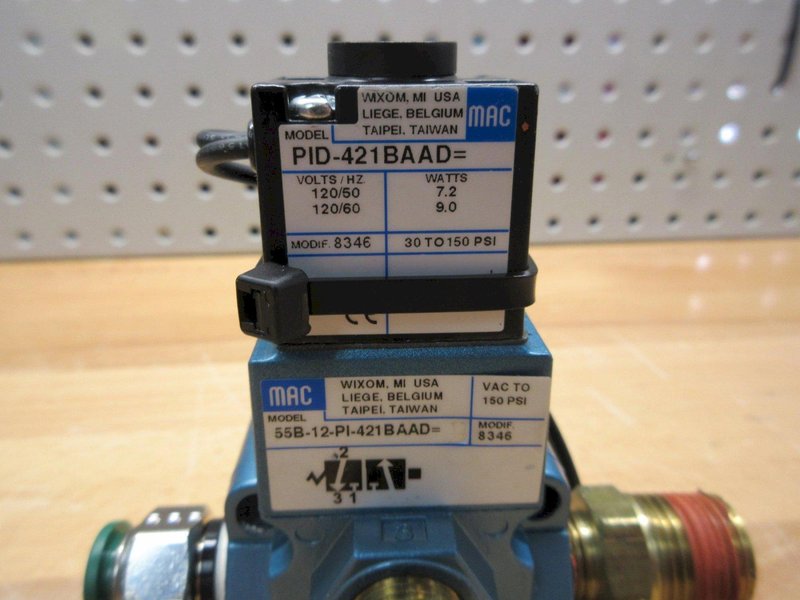 WIXOM, MI USA
LIEGE, BELGIUM
TAIPEI, TAIWAN
MAC
MODEL
PID-421BAAD=
VOLTS / HZ. WATTS
120/50 7.2
120/60 9.0
MODIF. 8346 30 TO 150 PSI
CE
MAC
WIXOM, MI USA
LIEGE, BELGIUM
TAIPEI, TAIWAN
VAC TO
150 PSI
MODEL
55B-12-PI-421BAAD=
MODIF.
8346
2
3 1
3